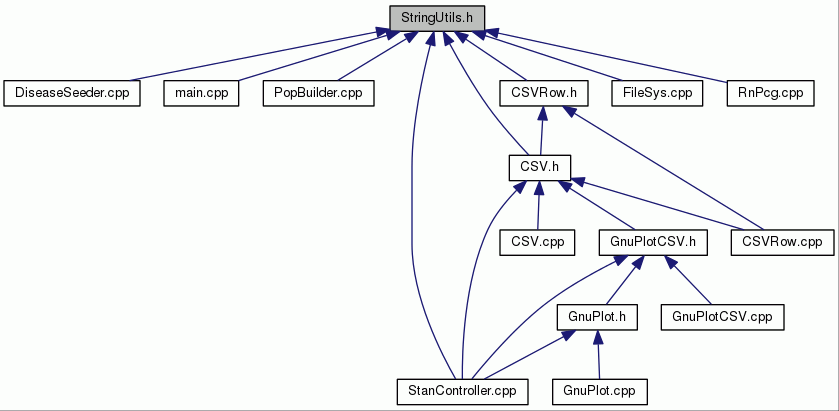 StringUtils.h
DiseaseSeeder.cpp
main.cpp
PopBuilder.cpp
CSVRow.h
FileSys.cpp
RnPcg.cpp
CSV.h
CSV.cpp
GnuPlotCSV.h
CSVRow.cpp
GnuPlot.h
GnuPlotCSV.cpp
StanController.cpp
GnuPlot.cpp